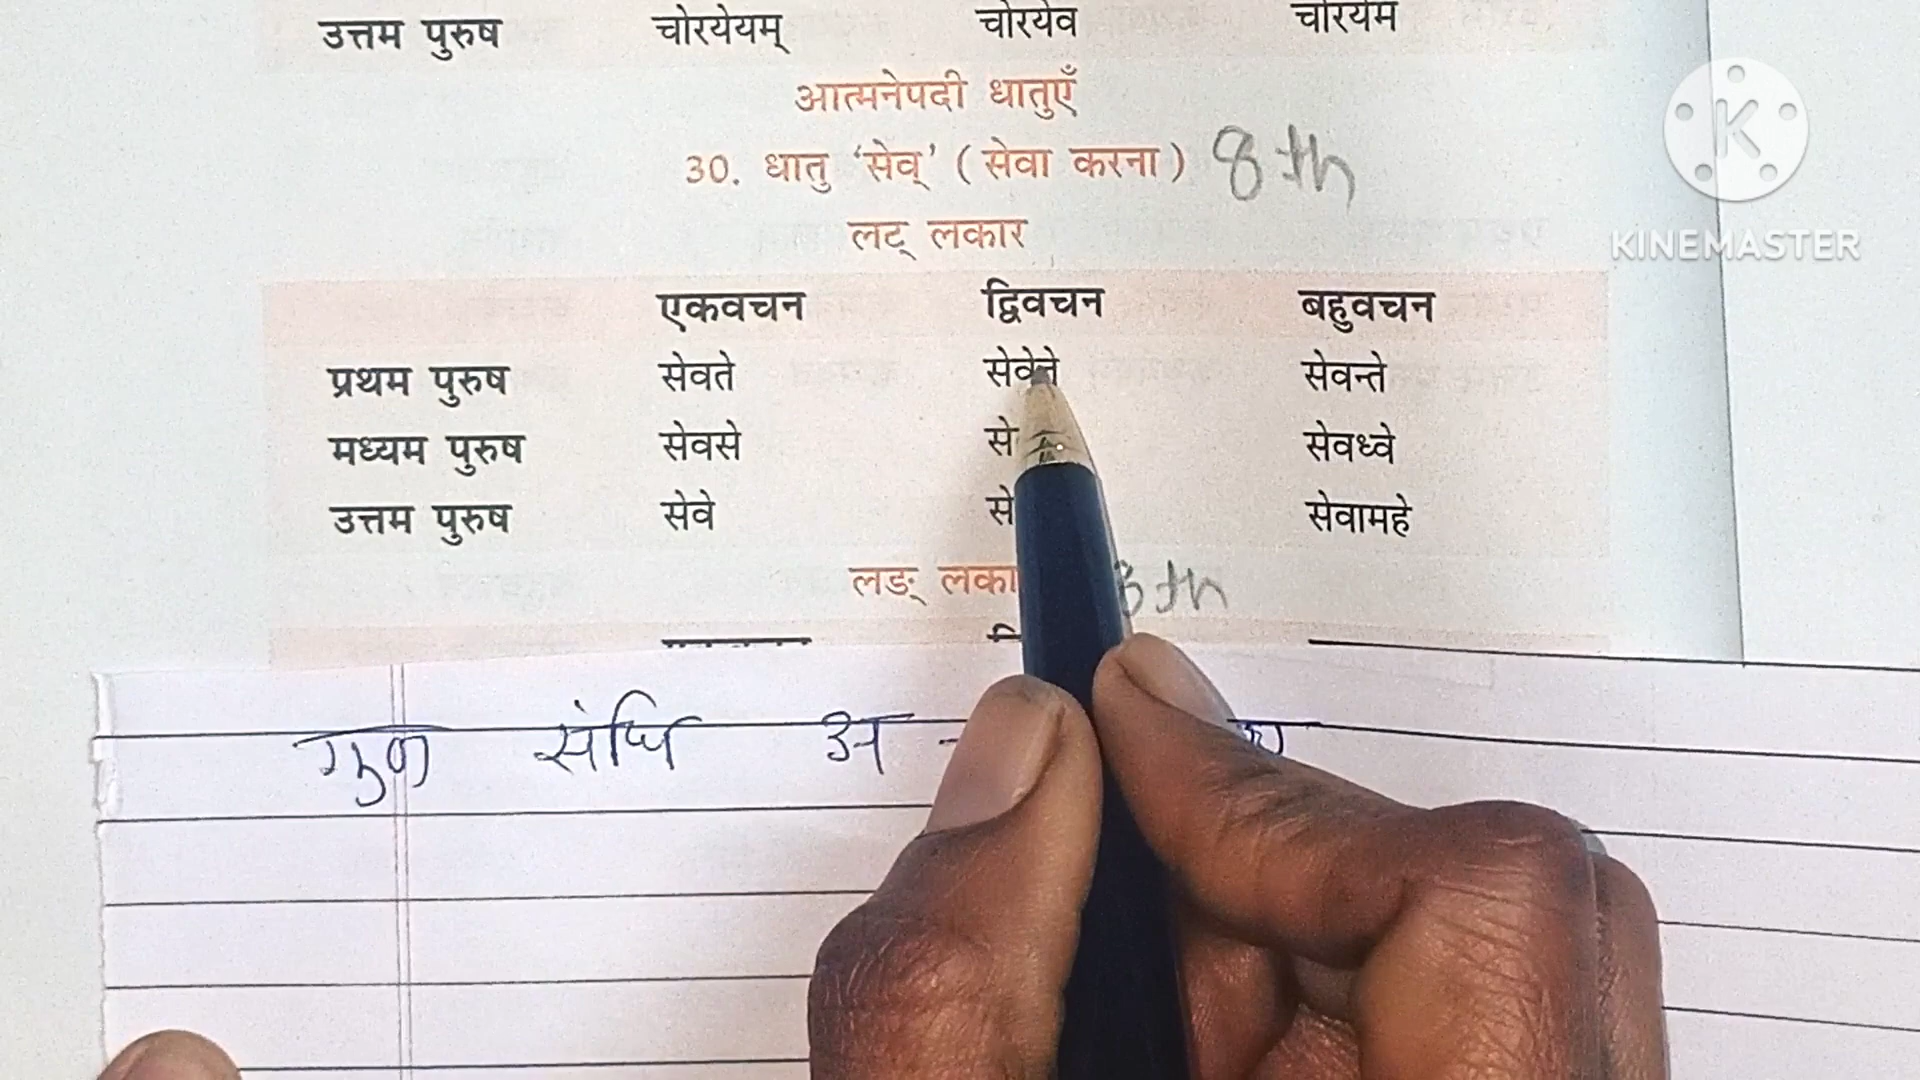 उत्तम पुरुष चोरयेयम् चोरयेव चोरयेम
आत्मनेपदी धातुएँ
30. धातु ‘सेव्’ (सेवा करना) 8th
लट् लकार
KINEMASTER
एकवचन द्विवचन बहुवचन
प्रथम पुरुष सेवते सेवेते सेवन्ते
मध्यम पुरुष सेवसे से सेवध्वे
उत्तम पुरुष सेवे से सेवामहे
लङ् लका 8th
गुण संधि अ -